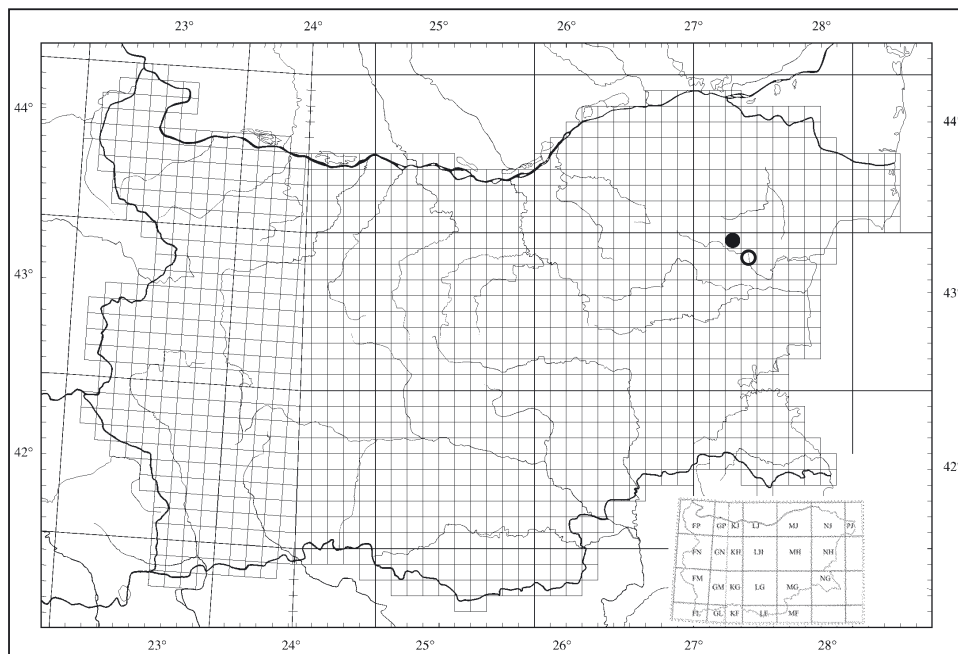 23° 24° 25° 26° 27° 28°
44° 44°
43° 43°
42° 42°
FP GP KJ LJ MJ NJ PJ
FN GN KH LH MH NH
FM GM KG LG MG NG
FL GL KF LF MF
23° 24° 25° 26° 27° 28°